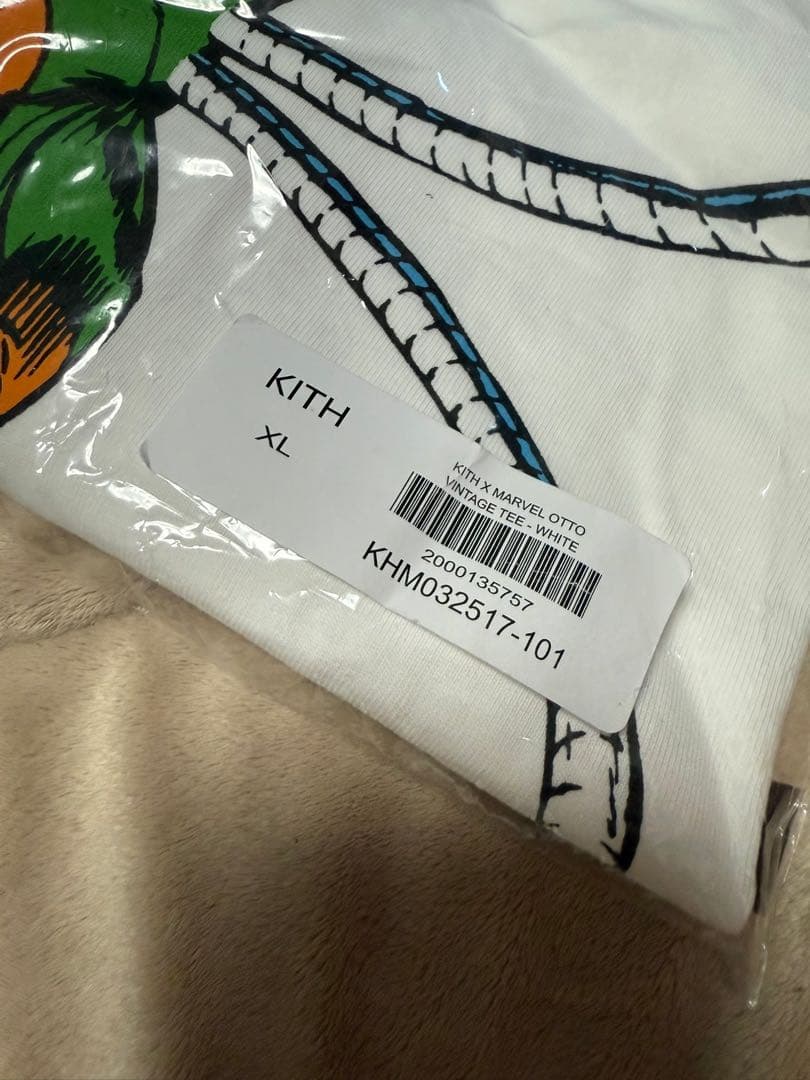 KITH
XL
KITH X MARVEL OTTO
VINTAGE TEE - WHITE
2000135757
KHM032517-101